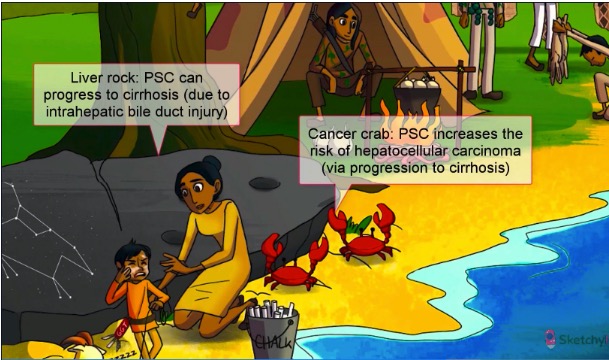 Liver rock: PSC can
progress to cirrhosis (due to
intrahepatic bile duct injury)
Cancer crab: PSC increases the
risk of hepatocellular carcinoma
(via progression to cirrhosis)
CHALK
Sketchy